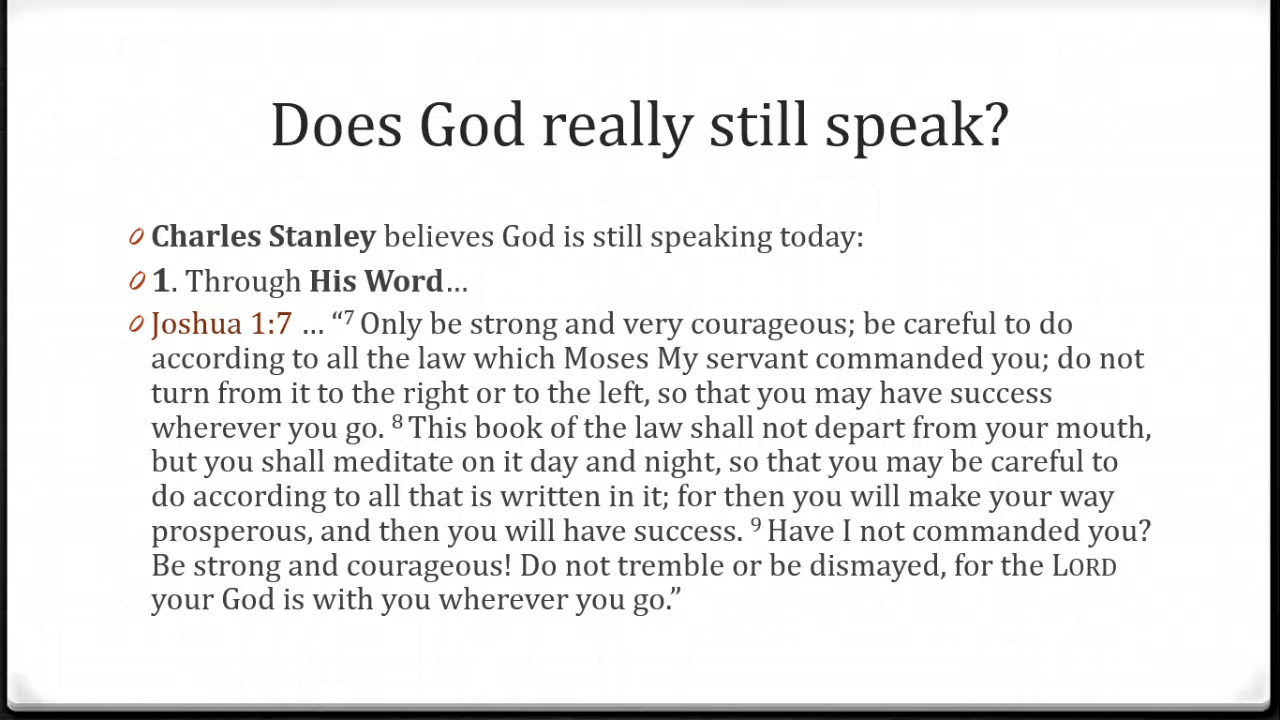 Does God really still speak?
Charles Stanley believes God is still speaking today:
1. Through His Word…
Joshua 1:7 … “⁷ Only be strong and very courageous; be careful to do
according to all the law which Moses My servant commanded you; do not
turn from it to the right or to the left, so that you may have success
wherever you go. ⁸ This book of the law shall not depart from your mouth,
but you shall meditate on it day and night, so that you may be careful to
do according to all that is written in it; for then you will make your way
prosperous, and then you will have success. ⁹ Have I not commanded you?
Be strong and courageous! Do not tremble or be dismayed, for the LORD
your God is with you wherever you go.”